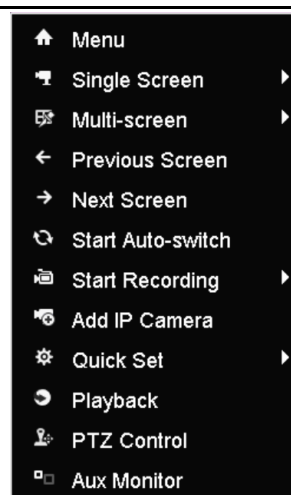 Menu
Single Screen
Multi-screen
Previous Screen
Next Screen
Start Auto-switch
Start Recording
Add IP Camera
Quick Set
Playback
PTZ Control
Aux Monitor